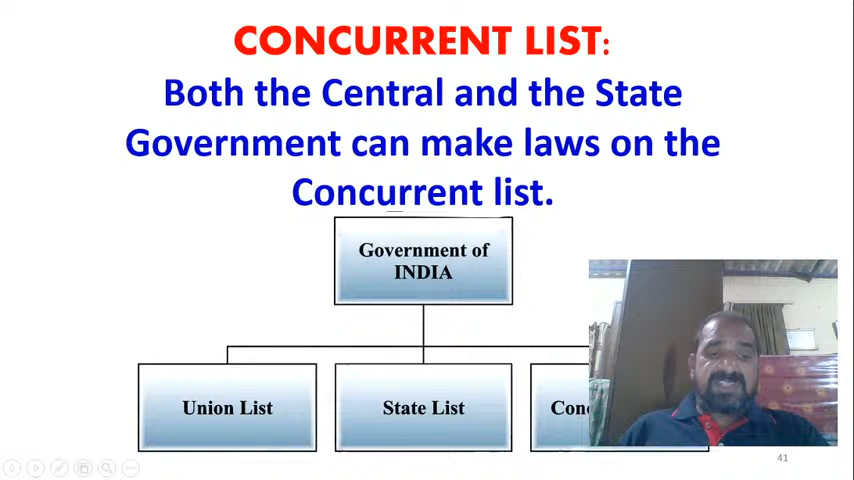 CONCURRENT LIST:
Both the Central and the State
Government can make laws on the
Concurrent list.
Government of
INDIA
Union List
State List
41